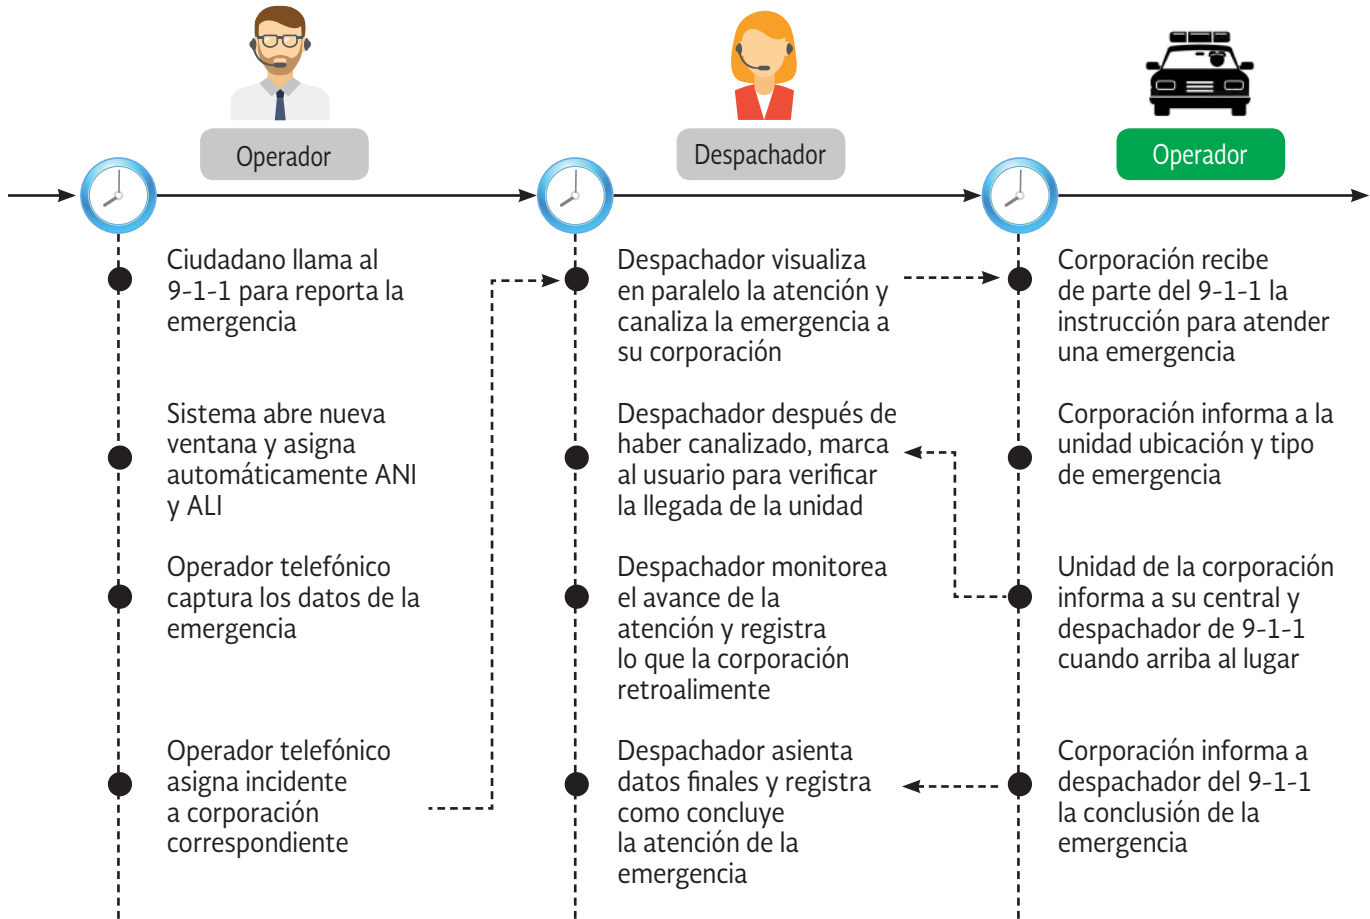 Operador
Ciudadano llama al
9-1-1 para reporta la
emergencia
Sistema abre nueva
ventana y asigna
automáticamente ANI
y ALI
Operador telefónico
captura los datos de la
emergencia
Operador telefónico
asigna incidente
a corporación
correspondiente
Despachador
Despachador visualiza
en paralelo la atención y
canaliza la emergencia a
su corporación
Despachador después de
haber canalizado, marca
al usuario para verificar
la llegada de la unidad
Despachador monitorea
el avance de la
atención y registra
lo que la corporación
retroalimente
Despachador asienta
datos finales y registra
como concluye
la atención de la
emergencia
Operador
Corporación recibe
de parte del 9-1-1 la
instrucción para atender
una emergencia
Corporación informa a la
unidad ubicación y tipo
de emergencia
Unidad de la corporación
informa a su central y
despachador de 9-1-1
cuando arriba al lugar
Corporación informa a
despachador del 9-1-1
la conclusión de la
emergencia